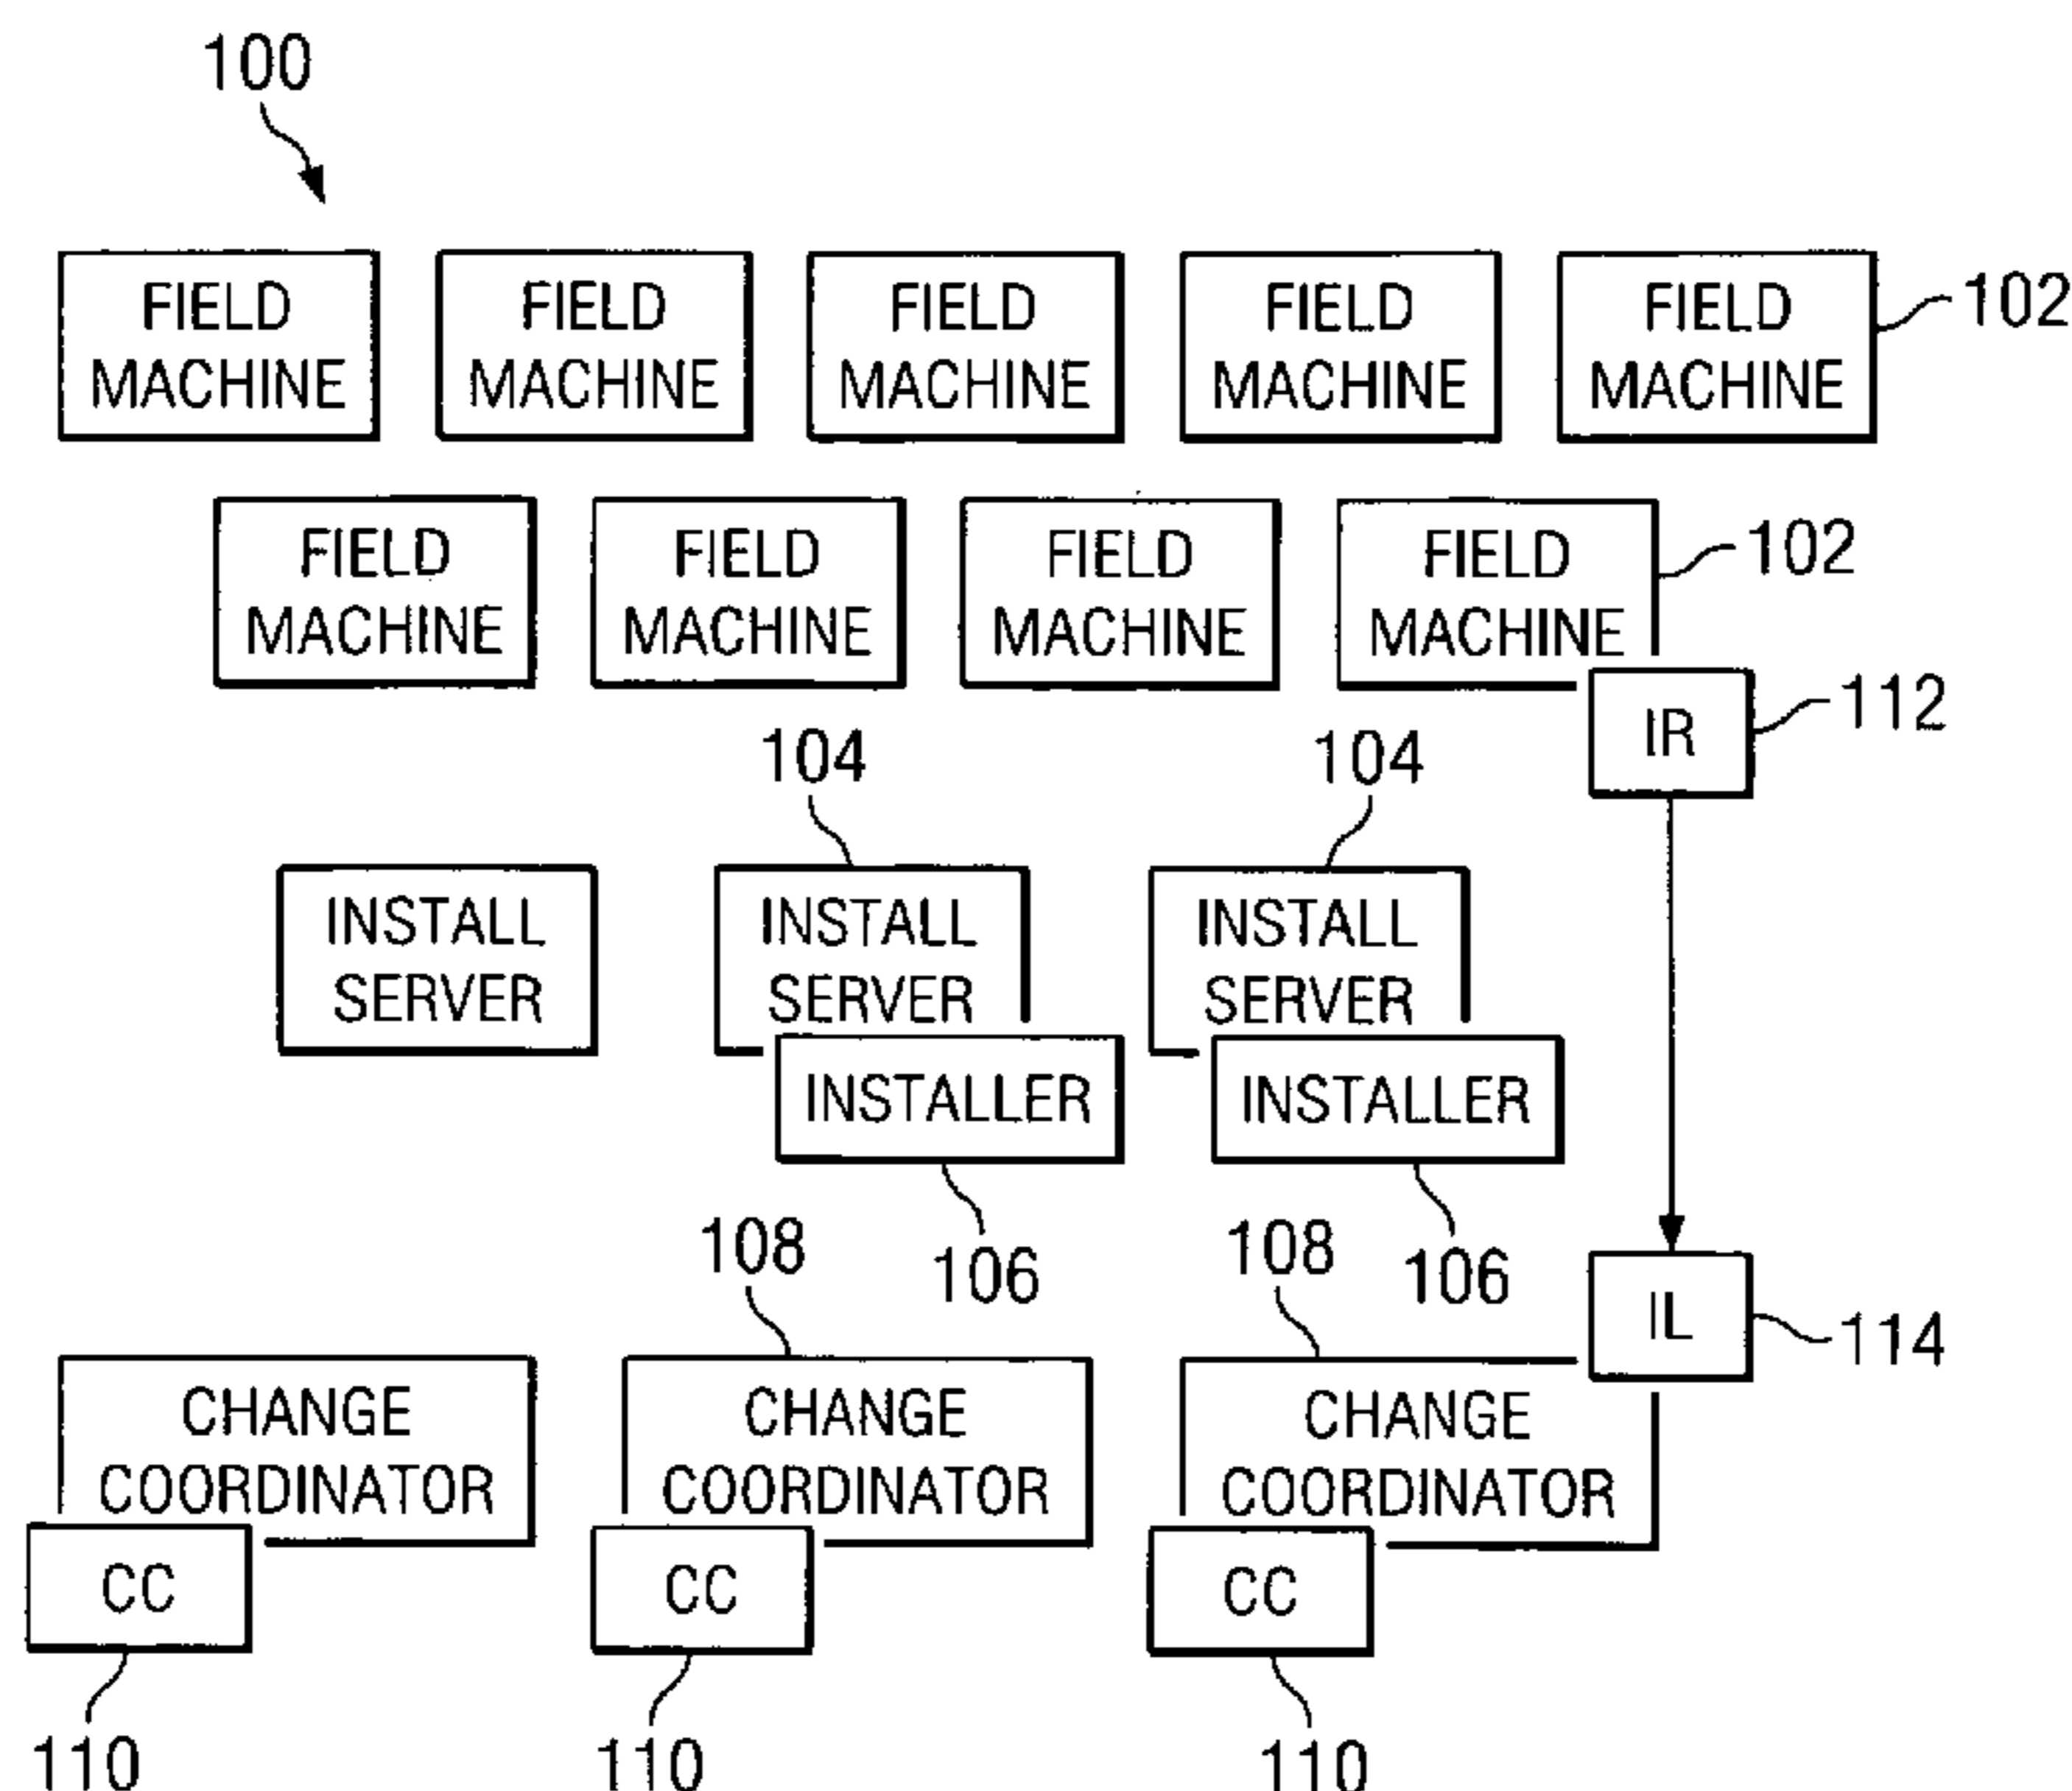 100
FIELD MACHINE
FIELD MACHINE
FIELD MACHINE
FIELD MACHINE
FIELD MACHINE
102
FIELD MACHINE
FIELD MACHINE
FIELD MACHINE
FIELD MACHINE
102
IR
112
104
104
INSTALL SERVER
INSTALL SERVER
INSTALL SERVER
INSTALLER
INSTALLER
108
106
108
106
IL
114
CHANGE COORDINATOR
CHANGE COORDINATOR
CHANGE COORDINATOR
CC
CC
CC
110
110
110